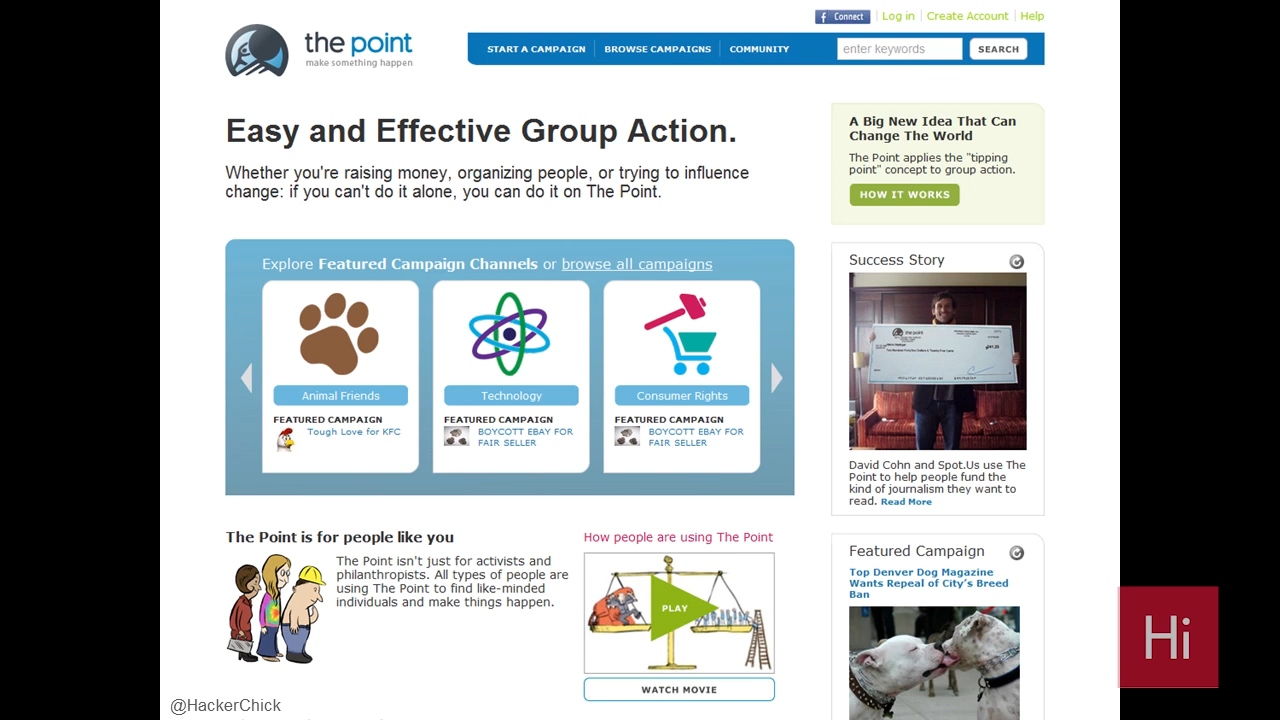 Connect
Log in
Create Account
Help
the point
make something happen
START A CAMPAIGN
BROWSE CAMPAIGNS
COMMUNITY
enter keywords
SEARCH
Easy and Effective Group Action.
Whether you're raising money, organizing people, or trying to influence
change: if you can't do it alone, you can do it on The Point.
A Big New Idea That Can
Change The World
The Point applies the "tipping
point" concept to group action.
HOW IT WORKS
Explore Featured Campaign Channels or browse all campaigns
Animal Friends
FEATURED CAMPAIGN
Tough Love for KFC
Technology
FEATURED CAMPAIGN
BOYCOTT EBAY FOR
FAIR SELLER
Consumer Rights
FEATURED CAMPAIGN
BOYCOTT EBAY FOR
FAIR SELLER
Success Story
the point
David Cohn and Spot.Us use The
Point to help people fund the
kind of journalism they want to
read. Read More
The Point is for people like you
The Point isn't just for activists and
philanthropists. All types of people are
using The Point to find like-minded
individuals and make things happen.
How people are using The Point
PLAY
WATCH MOVIE
Featured Campaign
Top Denver Dog Magazine
Wants Repeal of City's Breed
Ban
Hi
@HackerChick